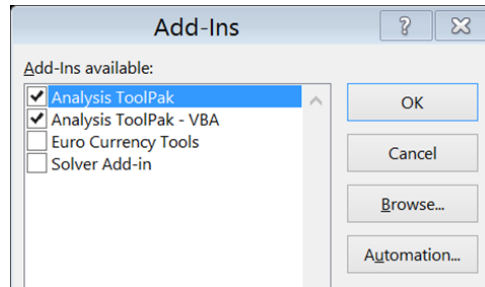 Add-Ins
?
Add-Ins available:
Analysis ToolPak
Analysis ToolPak - VBA
Euro Currency Tools
Solver Add-in
OK
Cancel
Browse...
Automation...